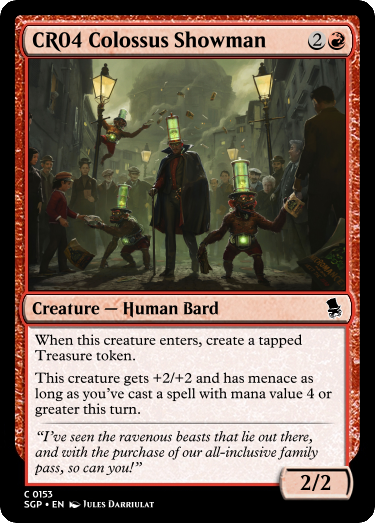 CR04 Colossus Showman 2
Creature — Human Bard
When this creature enters, create a tapped
Treasure token.
This creature gets +2/+2 and has menace as
long as you've cast a spell with mana value 4 or
greater this turn.
“I've seen the ravenous beasts that lie out there,
and with the purchase of our all-inclusive family
pass, so can you!”
2/2
C 0153
SGP • EN Jules Darriulat